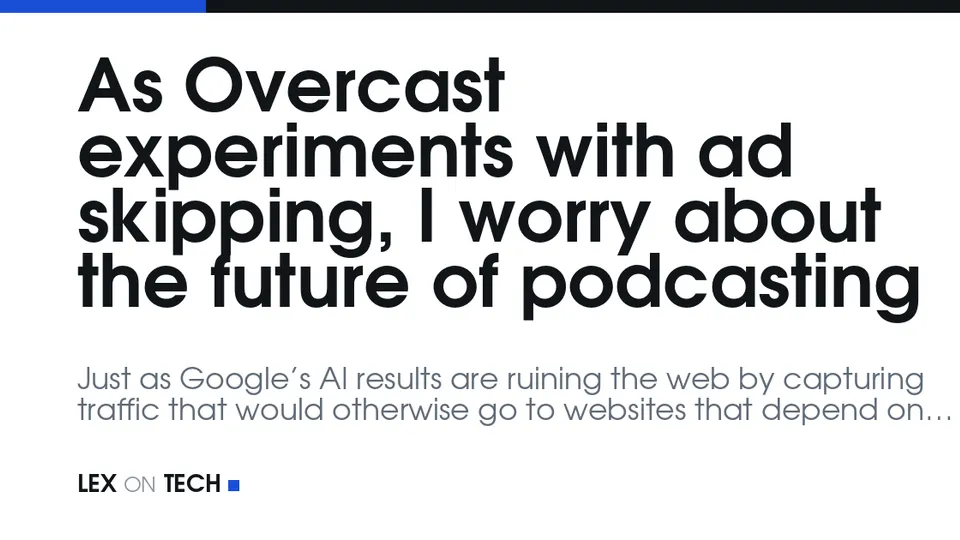 As Overcast
experiments with ad
skipping, I worry about
the future of podcasting
Just as Google’s AI results are ruining the web by capturing
traffic that would otherwise go to websites that depend on…
LEX ON TECH